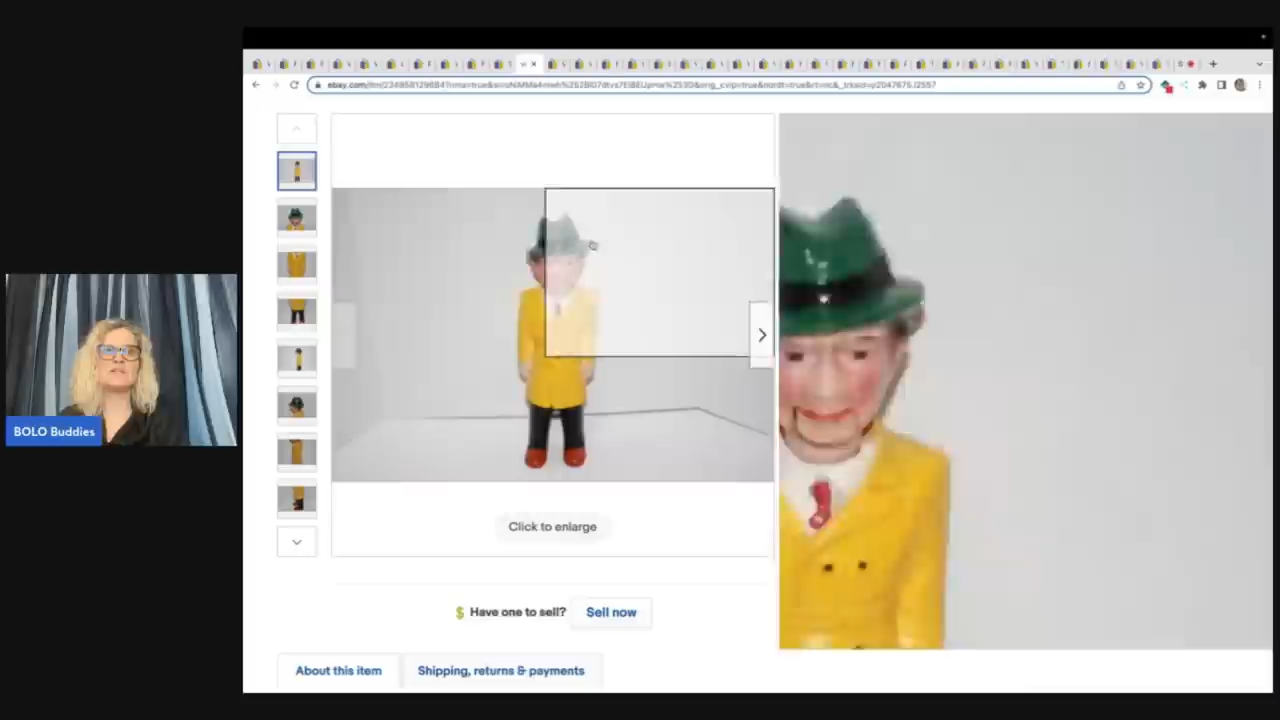 BOLO Buddies
Click to enlarge
$ Have one to sell? Sell now
About this item
Shipping, returns & payments